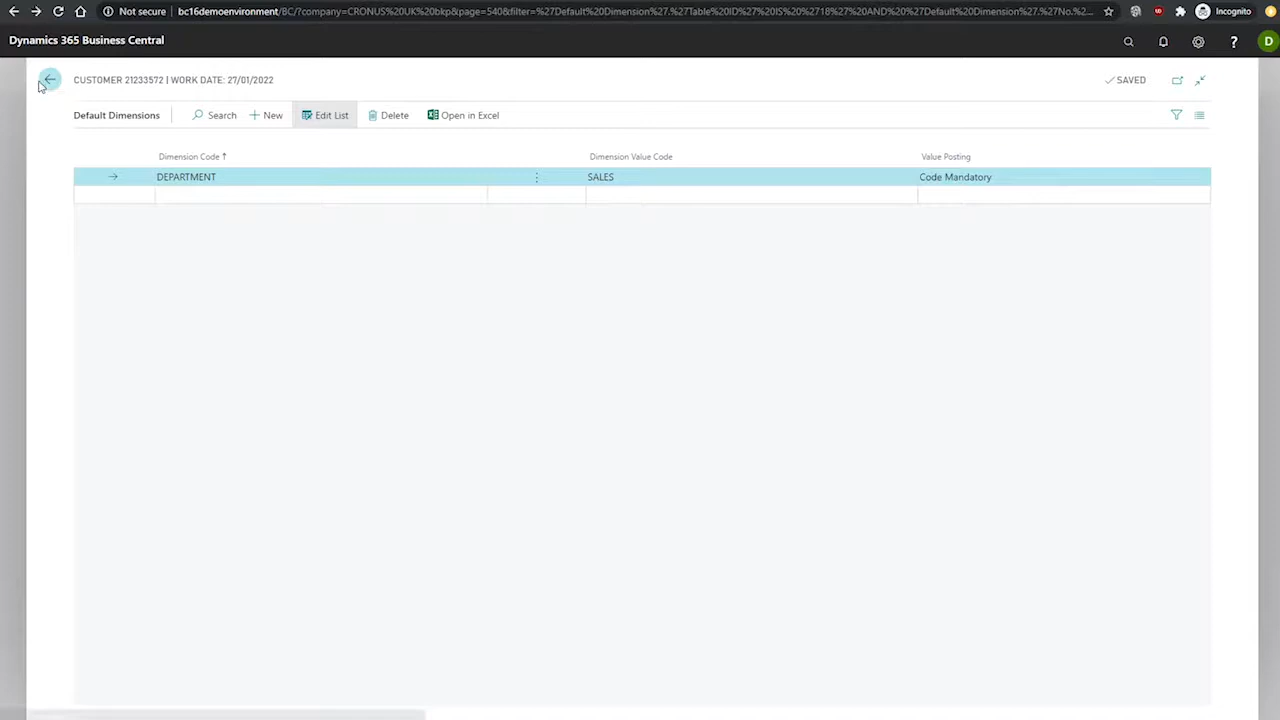 Not secure | bc16demoenvironment/BC/?company=CRONUS%20UK%20bkp&page=540&filter=%27Default%20Dimension%27.%27Table%20ID%27%20IS%20%2718%27%20AND%20%27Default%20Dimension%27.%27No.%... Incognito
Dynamics 365 Business Central ? D
CUSTOMER 21233572 | WORK DATE: 27/01/2022 SAVED
Default Dimensions Search New Edit List Delete Open in Excel
Dimension Code Dimension Value Code Value Posting
DEPARTMENT SALES Code Mandatory